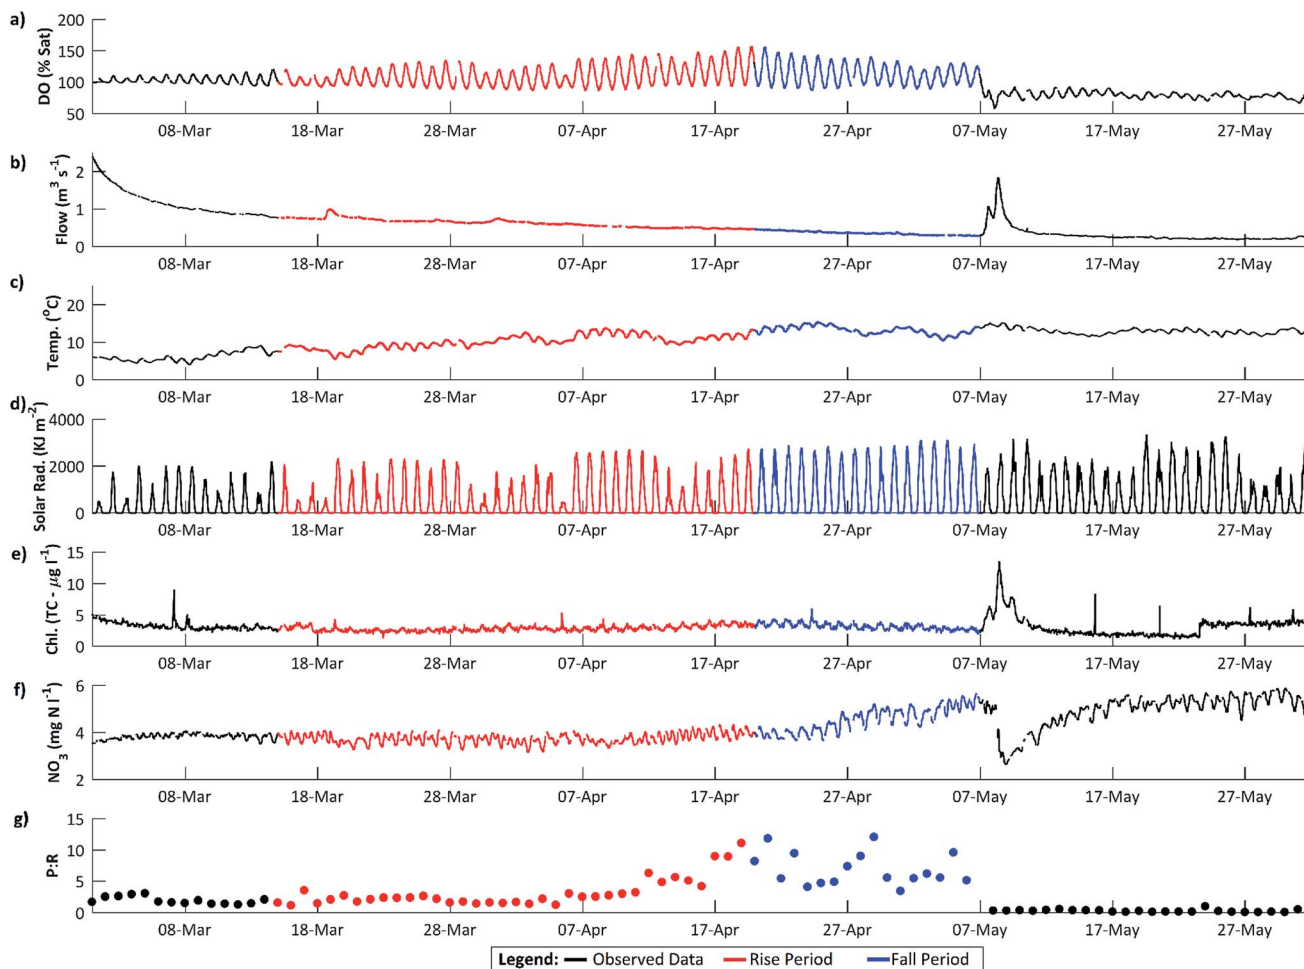 a)
DO (% Sat)
200
150
100
50
08-Mar 18-Mar 28-Mar 07-Apr 17-Apr 27-Apr 07-May 17-May 27-May
b)
Flow (m³ s⁻¹)
2
1
0
08-Mar 18-Mar 28-Mar 07-Apr 17-Apr 27-Apr 07-May 17-May 27-May
c)
Temp. (°C)
20
10
0
08-Mar 18-Mar 28-Mar 07-Apr 17-Apr 27-Apr 07-May 17-May 27-May
d)
Solar Rad. (KJ m⁻²)
4000
2000
0
08-Mar 18-Mar 28-Mar 07-Apr 17-Apr 27-Apr 07-May 17-May 27-May
e)
Chl. (TC - µg l⁻¹)
15
10
5
0
08-Mar 18-Mar 28-Mar 07-Apr 17-Apr 27-Apr 07-May 17-May 27-May
f)
NO₃ (mg N l⁻¹)
6
4
2
08-Mar 18-Mar 28-Mar 07-Apr 17-Apr 27-Apr 07-May 17-May 27-May
g)
P:R
15
10
5
0
08-Mar 18-Mar 28-Mar 07-Apr 17-Apr 27-Apr 07-May 17-May 27-May
Legend: Observed Data Rise Period Fall Period